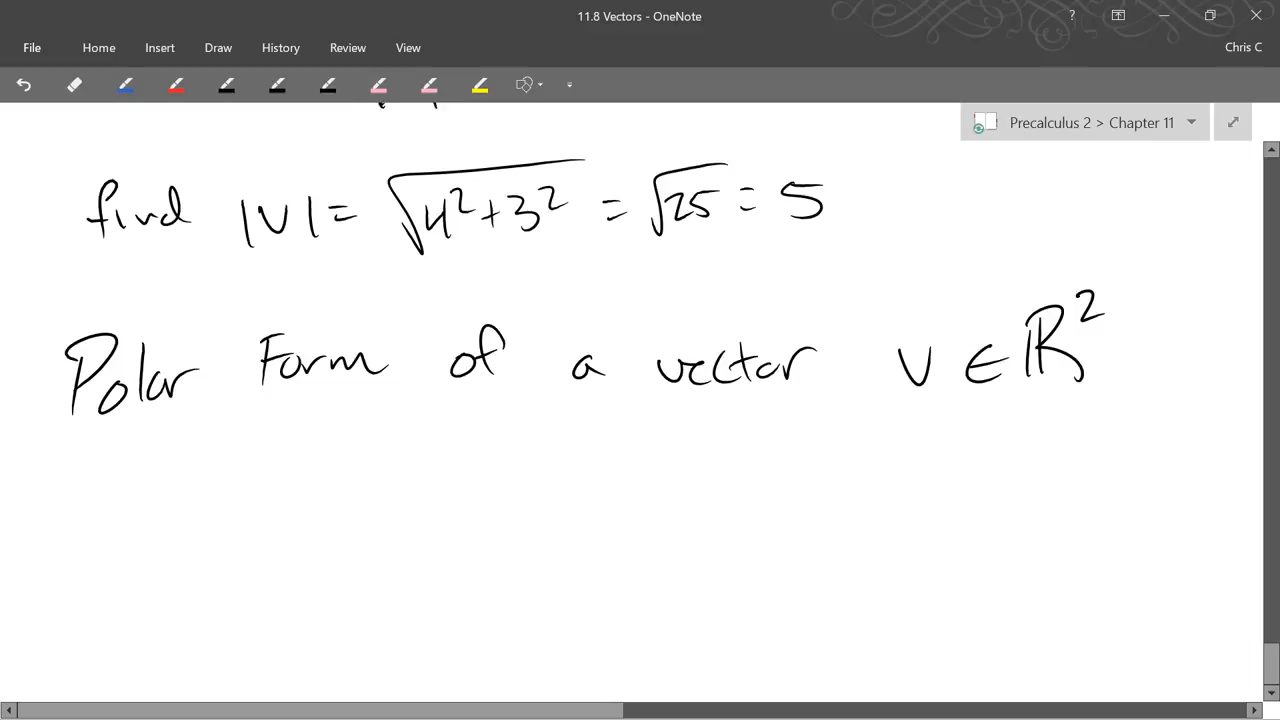 11.8 Vectors - OneNote
?
File Home Insert Draw History Review View Chris C
Precalculus 2 > Chapter 11
find |V| = √4²+3² = √25 = 5
Polar Form of a vector V ∈ ℝ²